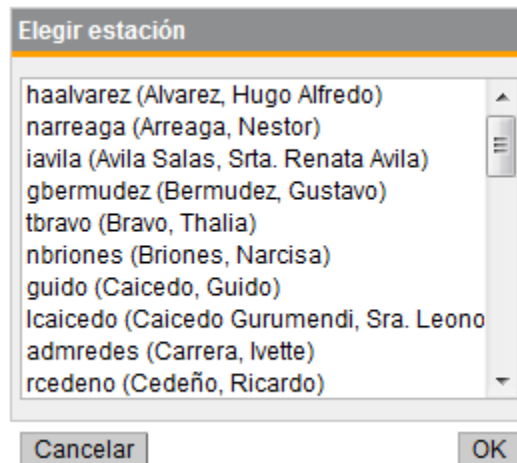 Elegir estación
haalvarez (Alvarez, Hugo Alfredo)
narreaga (Arreaga, Nestor)
iavila (Avila Salas, Srta. Renata Avila)
gbermudez (Bermudez, Gustavo)
tbravo (Bravo, Thalia)
nbriones (Briones, Narcisa)
guido (Caicedo, Guido)
lcaicedo (Caicedo Gurumendi, Sra. Leono
admredes (Carrera, Ivette)
rcedeno (Cedeño, Ricardo)
Cancelar OK